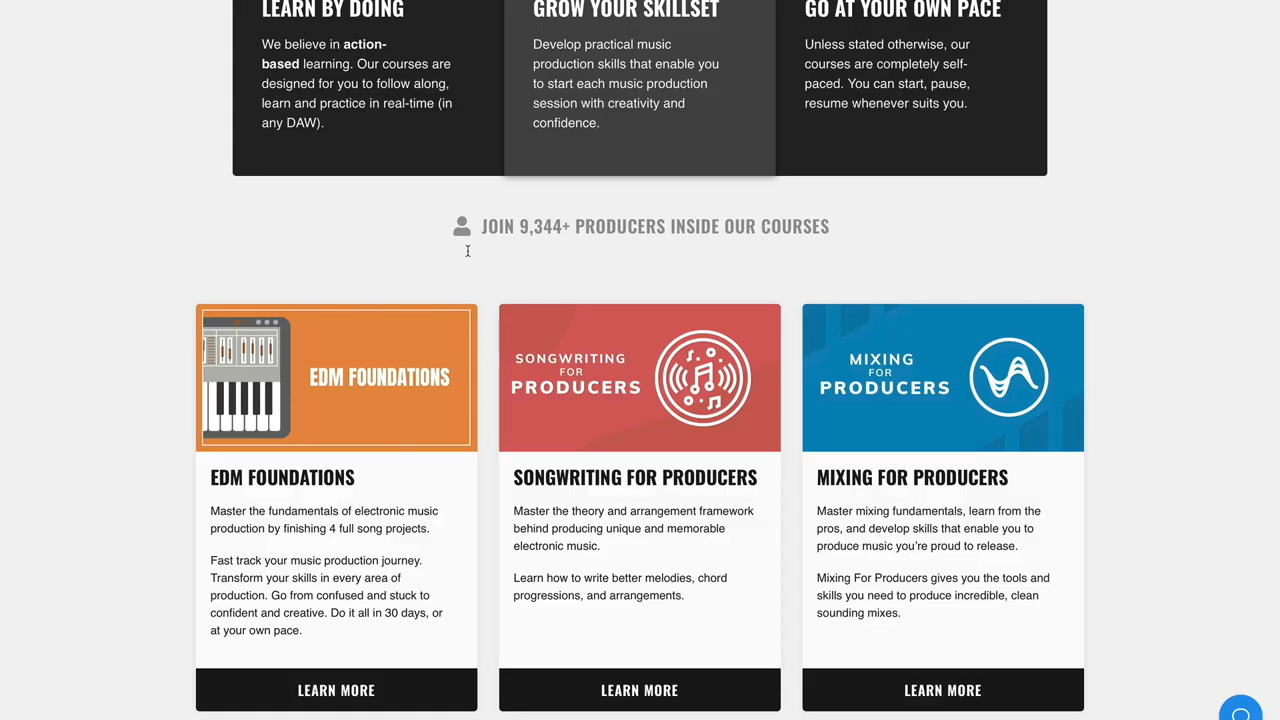 LEARN BY DOING
We believe in action-
based learning. Our courses are
designed for you to follow along,
learn and practice in real-time (in
any DAW).
GROW YOUR SKILLSET
Develop practical music
production skills that enable you
to start each music production
session with creativity and
confidence.
GO AT YOUR OWN PACE
Unless stated otherwise, our
courses are completely self-
paced. You can start, pause,
resume whenever suits you.
JOIN 9,344+ PRODUCERS INSIDE OUR COURSES
EDM FOUNDATIONS
EDM FOUNDATIONS
Master the fundamentals of electronic music
production by finishing 4 full song projects.
Fast track your music production journey.
Transform your skills in every area of
production. Go from confused and stuck to
confident and creative. Do it all in 30 days, or
at your own pace.
LEARN MORE
SONGWRITING
FOR
PRODUCERS
SONGWRITING FOR PRODUCERS
Master the theory and arrangement framework
behind producing unique and memorable
electronic music.
Learn how to write better melodies, chord
progressions, and arrangements.
LEARN MORE
MIXING
FOR
PRODUCERS
MIXING FOR PRODUCERS
Master mixing fundamentals, learn from the
pros, and develop skills that enable you to
produce music you're proud to release.
Mixing For Producers gives you the tools and
skills you need to produce incredible, clean
sounding mixes.
LEARN MORE